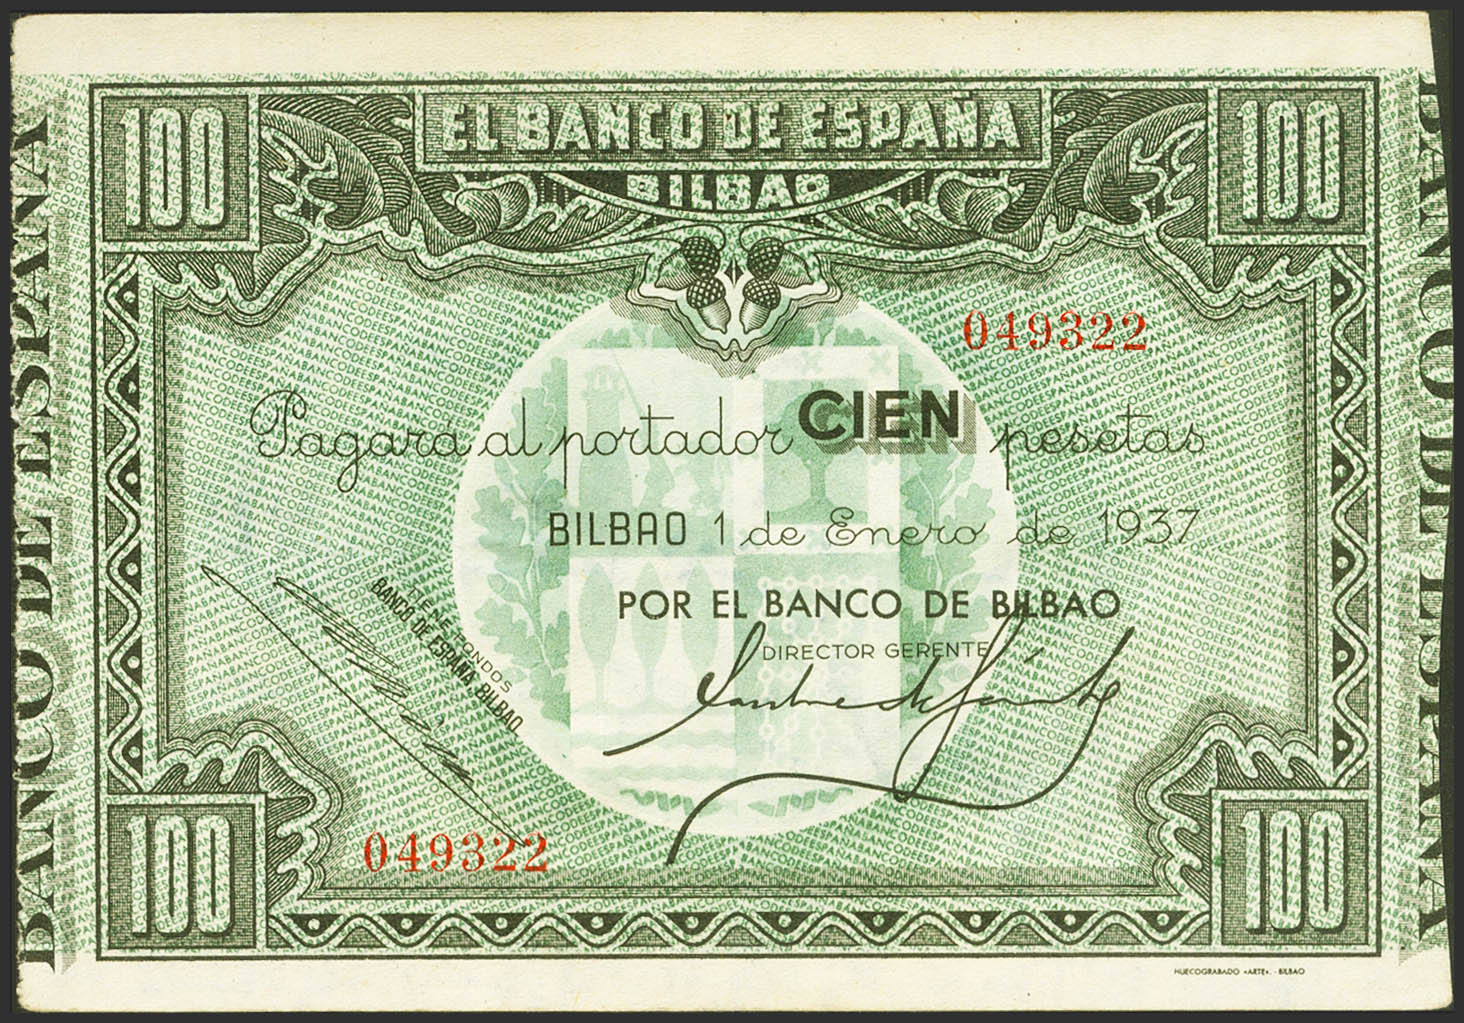 100
EL BANCO DE ESPAÑA
100
BILBAO
BANCO DE ESPAÑA
BANCO DE ESPAÑA
049322
Pagará al portador CIEN pesetas
BILBAO 1 de Enero de 1937
POR EL BANCO DE BILBAO
DIRECTOR GERENTE
TIENE FONDOS
BANCO DE ESPAÑA. BILBAO
049322
100
100
HUECOGRABADO «ARTE». - BILBAO